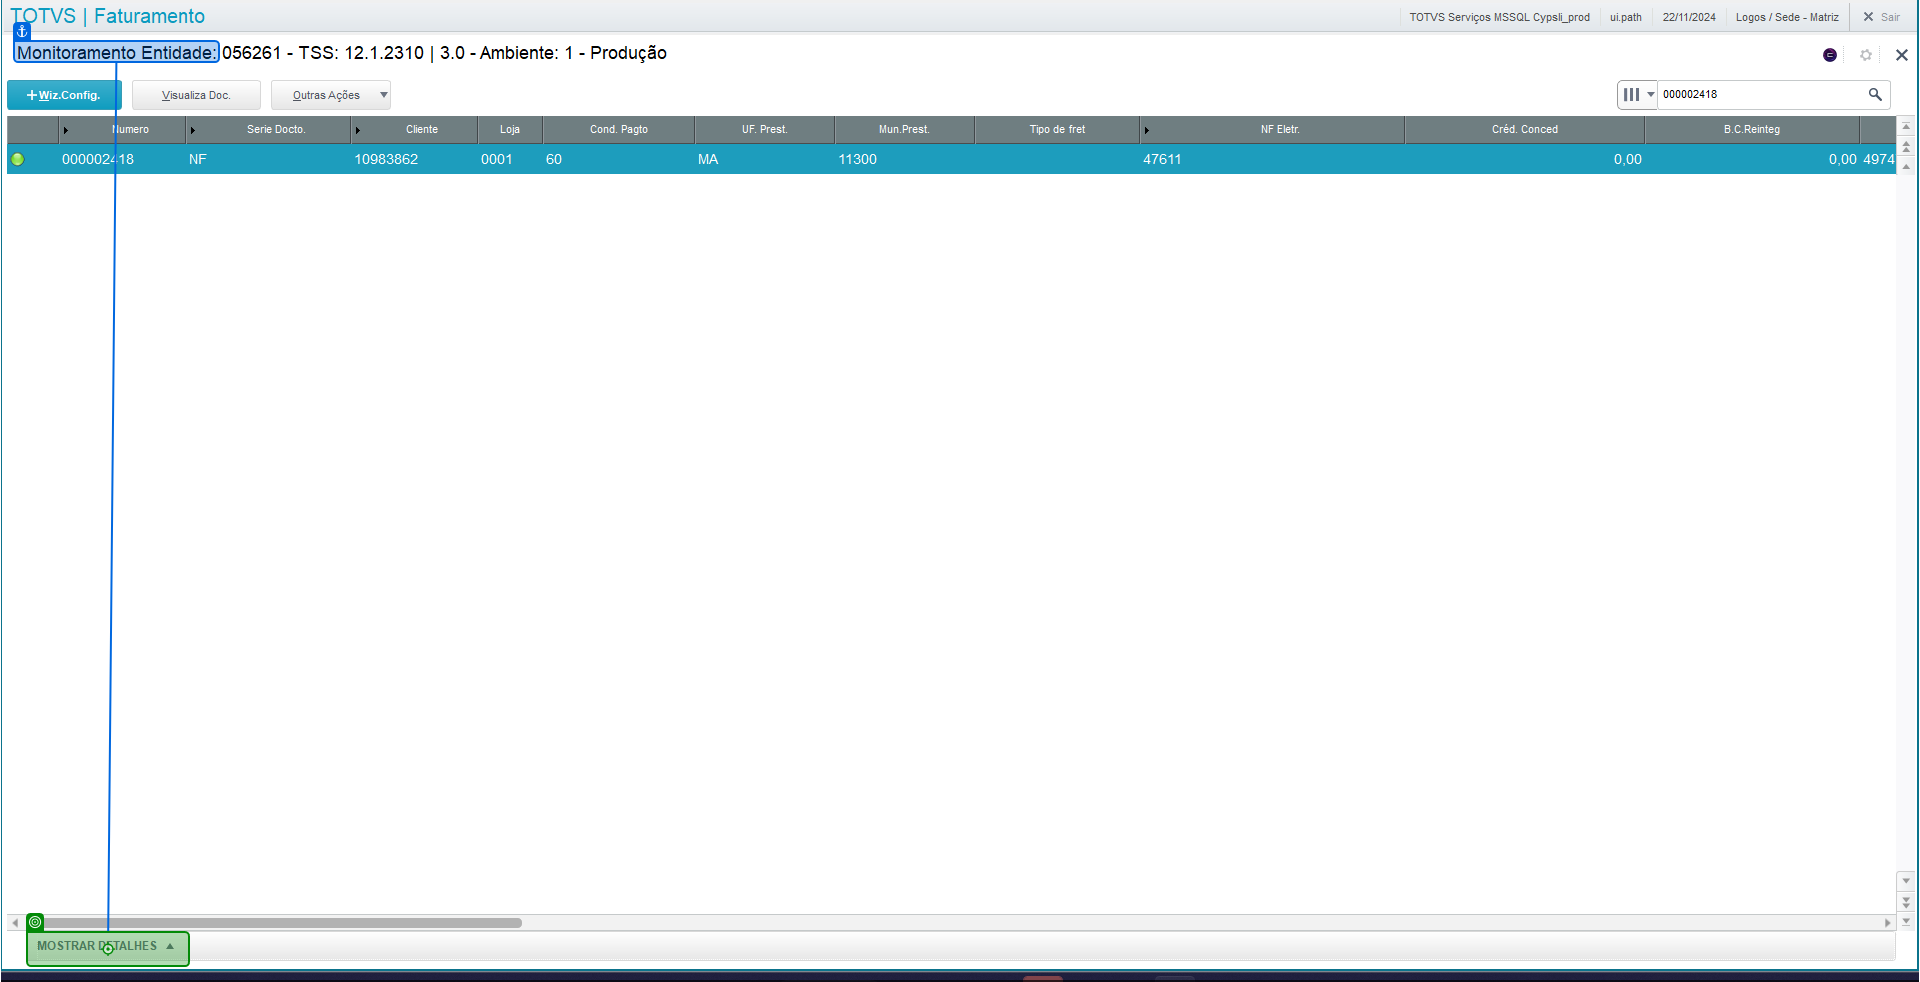 TOTVS | Faturamento
TOTVS Serviços MSSQL Cypsli_prod ui.path 22/11/2024 Logos / Sede - Matriz Sair
Monitoramento Entidade: 056261 - TSS: 12.1.2310 | 3.0 - Ambiente: 1 - Produção
+Wiz.Config. Visualiza Doc. Outras Ações 000002418
Numero Serie Docto. Cliente Loja Cond. Pagto UF. Prest. Mun.Prest. Tipo de fret NF Eletr. Créd. Conced B.C.Reinteg
000002418 NF 10983862 0001 60 MA 11300 47611 0,00 0,00 4974
MOSTRAR DETALHES